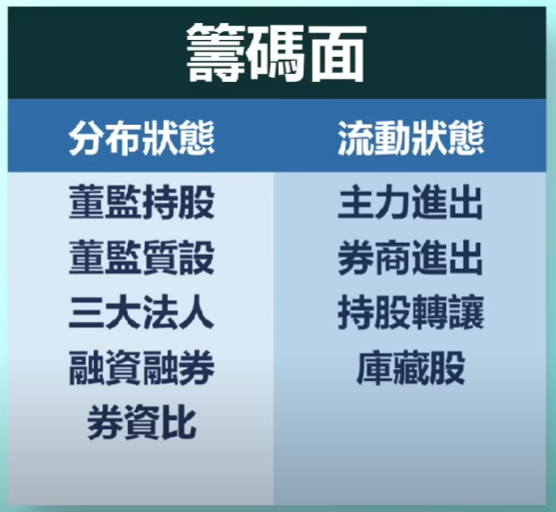 籌碼面
分布狀態 流動狀態
董監持股 主力進出
董監質設 券商進出
三大法人 持股轉讓
融資融券 庫藏股
券資比